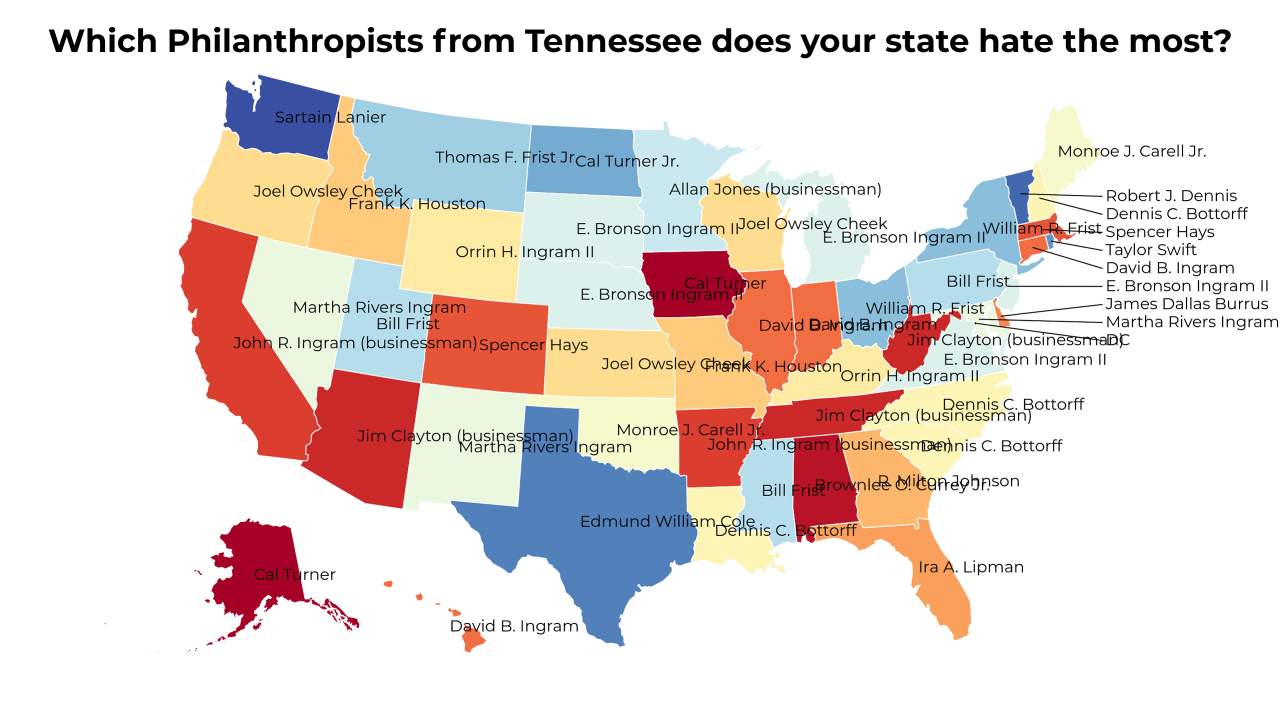 Which Philanthropists from Tennessee does your state hate the most?
Sartain Lanier
Monroe J. Carell Jr.
Thomas F. Frist Jr.
Cal Turner Jr.
Allan Jones (businessman)
Joel Owsley Cheek
Robert J. Dennis
Frank K. Houston
Dennis C. Bottorff
Joel Owsley Cheek
E. Bronson Ingram II
William R. Frist
Spencer Hays
E. Bronson Ingram II
Taylor Swift
Orrin H. Ingram II
David B. Ingram
Bill Frist
Cal Turner
E. Bronson Ingram II
E. Bronson Ingram II
James Dallas Burrus
Martha Rivers Ingram
William R. Frist
Martha Rivers Ingram
Bill Frist
David B. Ingram
David B. Ingram
John R. Ingram (businessman)
Spencer Hays
Jim Clayton (businessman)
DC
E. Bronson Ingram II
Joel Owsley Cheek
Frank K. Houston
Orrin H. Ingram II
Dennis C. Bottorff
Jim Clayton (businessman)
Monroe J. Carell Jr.
Jim Clayton (businessman)
Martha Rivers Ingram
John R. Ingram (businessman)
Dennis C. Bottorff
Bill Frist
Brownlee O. Currey Jr.
R. Milton Johnson
Edmund William Cole
Dennis C. Bottorff
Ira A. Lipman
Cal Turner
David B. Ingram